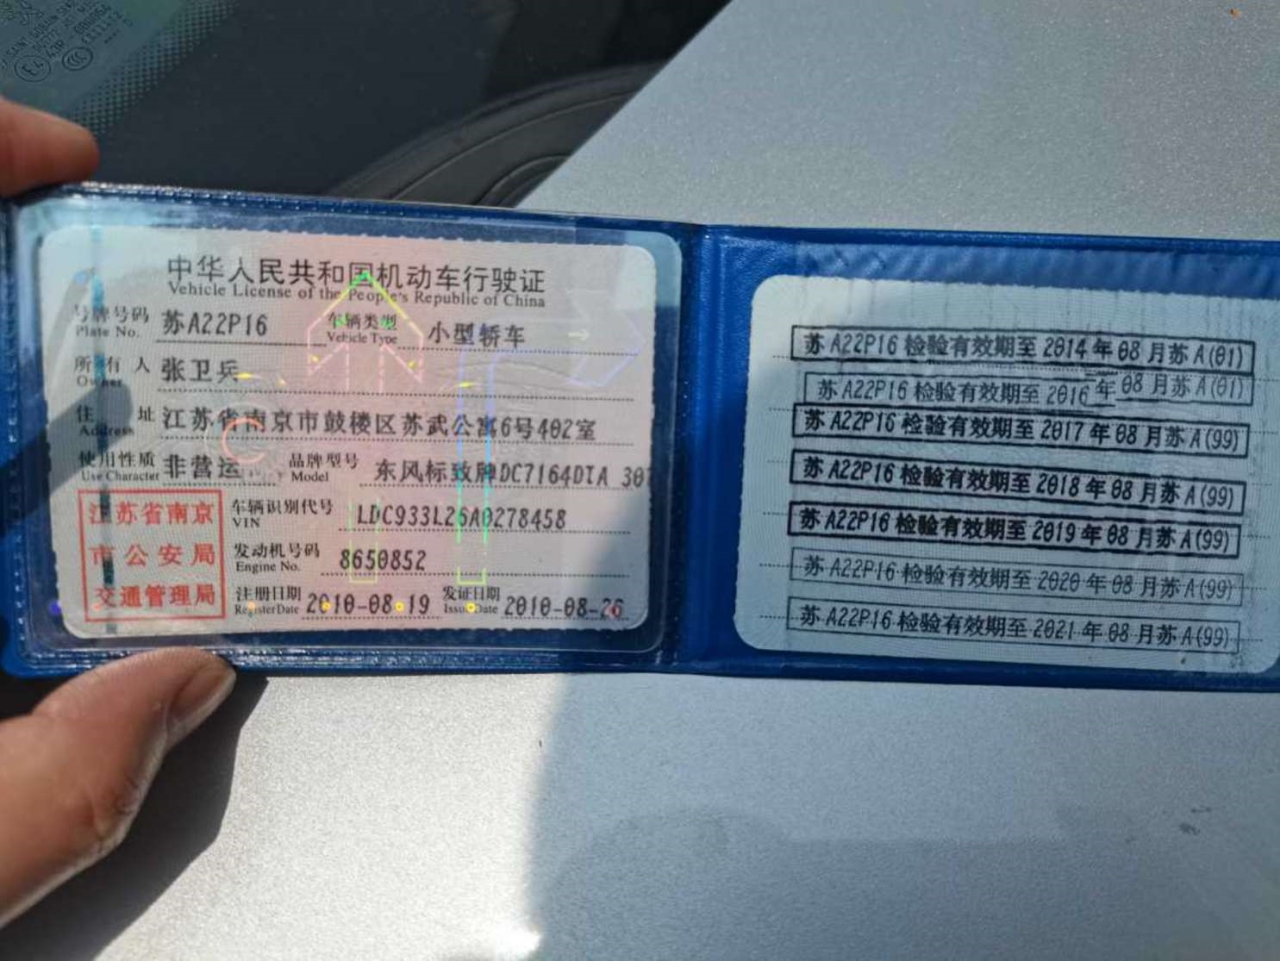 中华人民共和国机动车行驶证
Vehicle License of the People's Republic of China
号牌号码 苏A22P16 车辆类型 小型轿车
Plate No. Vehicle Type
所有人 张卫兵
Owner
住址 江苏省南京市鼓楼区苏武公寓6号402室
Address
使用性质 非营运 品牌型号 东风标致牌DC7164DTA 307
Use Character Model
江苏省南京
市公安局
交通管理局
车辆识别代号 LDC933L26A0278458
VIN
发动机号码 8650852
Engine No.
注册日期 2010-08-19 发证日期 2010-08-26
Register Date Issue Date
苏A22P16检验有效期至2014年08月苏A(01)
苏A22P16检验有效期至2016年08月苏A(01)
苏A22P16检验有效期至2017年08月苏A(99)
苏A22P16检验有效期至2018年08月苏A(99)
苏A22P16检验有效期至2019年08月苏A(99)
苏A22P16检验有效期至2020年08月苏A(99)
苏A22P16检验有效期至2021年08月苏A(99)